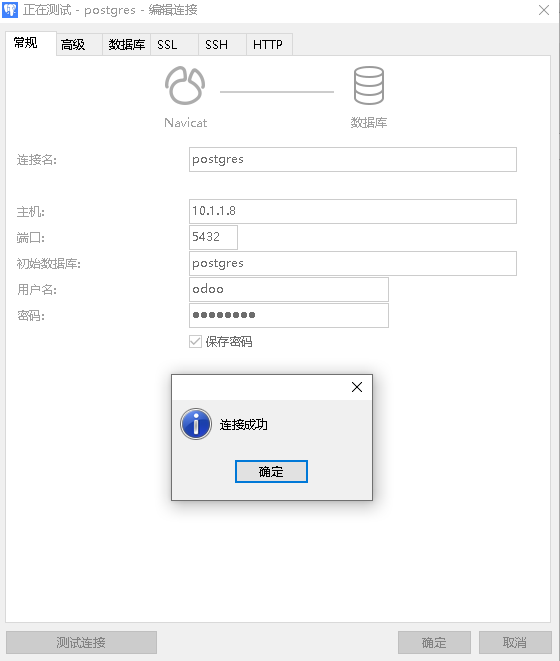 正在测试 - postgres - 编辑连接
常规 高级 数据库 SSL SSH HTTP
Navicat 数据库
连接名: postgres
主机: 10.1.1.8
端口: 5432
初始数据库: postgres
用户名: odoo
密码: ●●●●●●●●
保存密码
连接成功
确定
测试连接 确定 取消